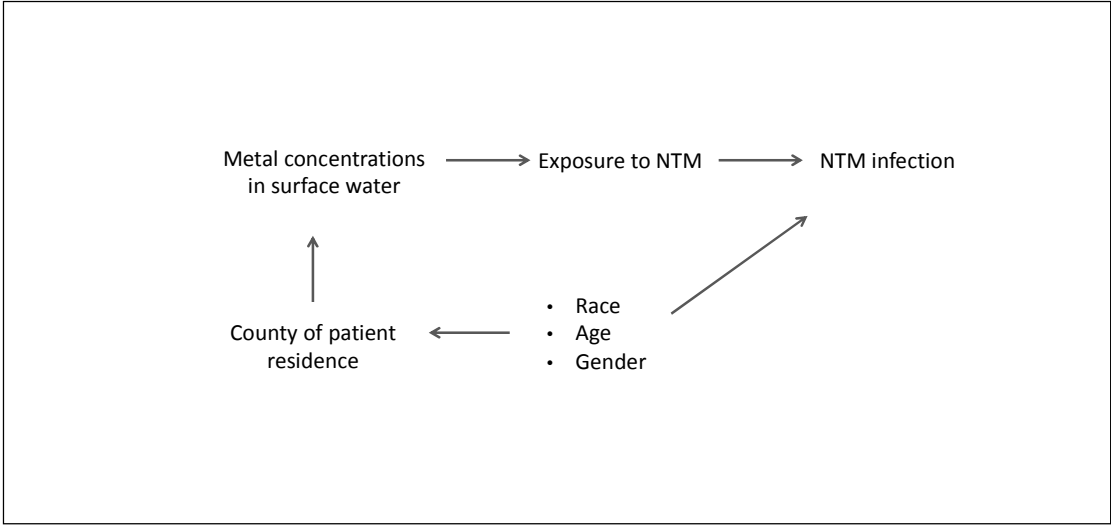 Metal concentrations
in surface water
Exposure to NTM
NTM infection
County of patient
residence
• Race
• Age
• Gender